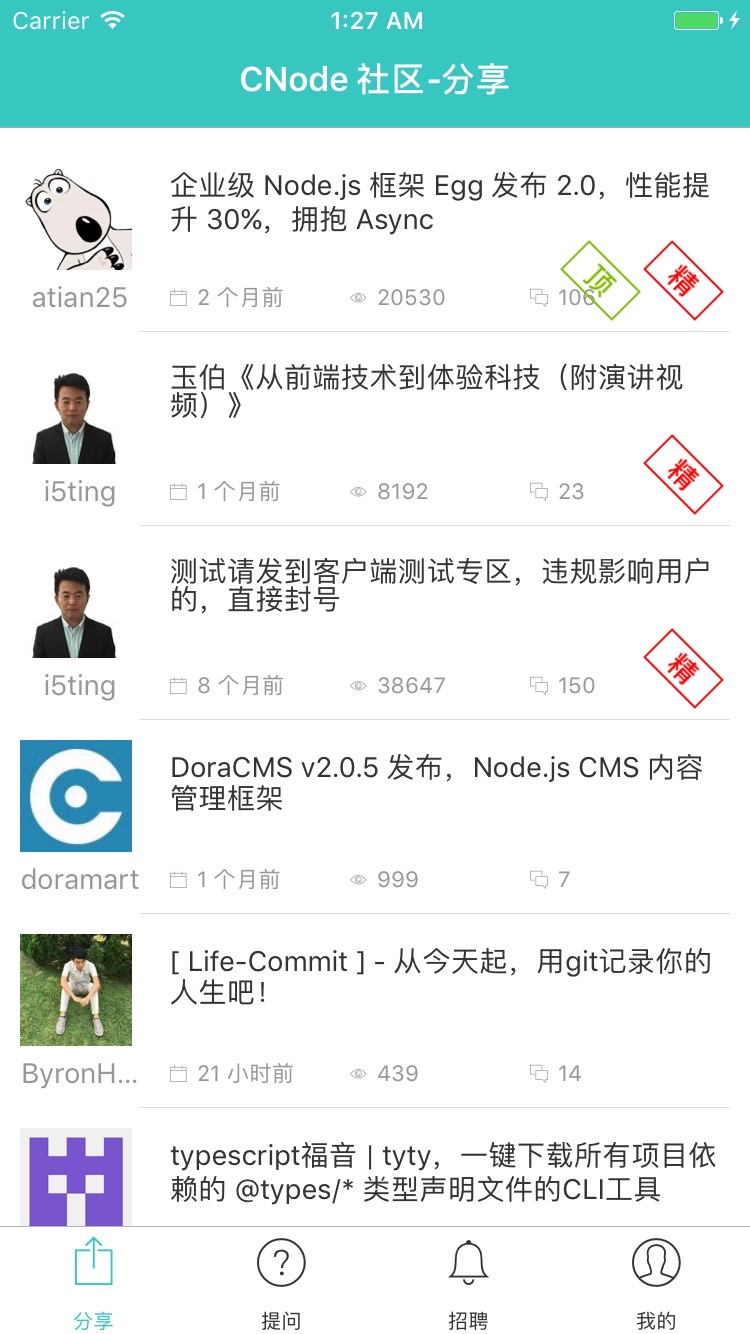 Carrier 1:27 AM
CNode 社区-分享
企业级 Node.js 框架 Egg 发布 2.0，性能提
升 30%，拥抱 Async
atian25 2 个月前 20530 106 顶 精
玉伯《从前端技术到体验科技（附演讲视
频）》
i5ting 1 个月前 8192 23 精
测试请发到客户端测试专区，违规影响用户
的，直接封号
i5ting 8 个月前 38647 150 精
DoraCMS v2.0.5 发布，Node.js CMS 内容
管理框架
doramart 1 个月前 999 7
[ Life-Commit ] - 从今天起，用git记录你的
人生吧！
ByronH... 21 小时前 439 14
typescript福音 | tyty，一键下载所有项目依
赖的 @types/* 类型声明文件的CLI工具
分享 提问 招聘 我的